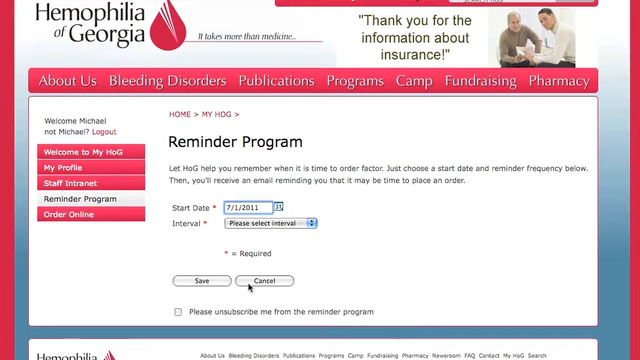 Hemophilia
of Georgia
It takes more than medicine...
"Thank you for the
information about
insurance!"
About Us Bleeding Disorders Publications Programs Camp Fundraising Pharmacy
Welcome Michael
not Michael? Logout
Welcome to My HoG
My Profile
Staff Intranet
Reminder Program
Order Online
HOME > MY HOG >
Reminder Program
Let HoG help you remember when it is time to order factor. Just choose a start date and reminder frequency below.
Then, you'll receive an email reminding you that it may be time to place an order.
Start Date * 7/1/2011
Interval * Please select interval
* = Required
Save Cancel
Please unsubscribe me from the reminder program
Hemophilia
About Us Bleeding Disorders Publications Programs Camp Fundraising Pharmacy Newsroom FAQ Contact My HoG Search